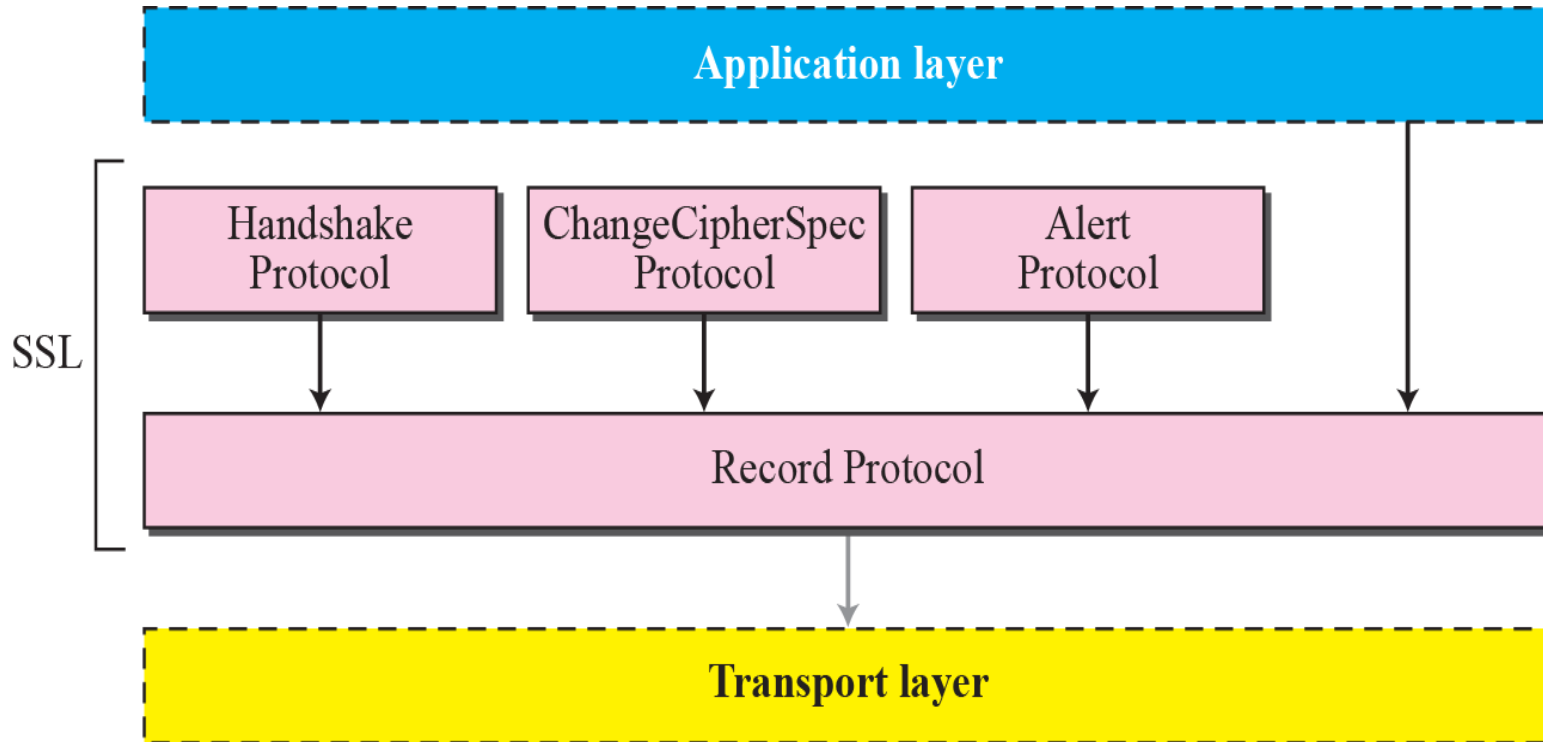 Application layer
Handshake
Protocol
ChangeCipherSpec
Protocol
Alert
Protocol
SSL
Record Protocol
Transport layer